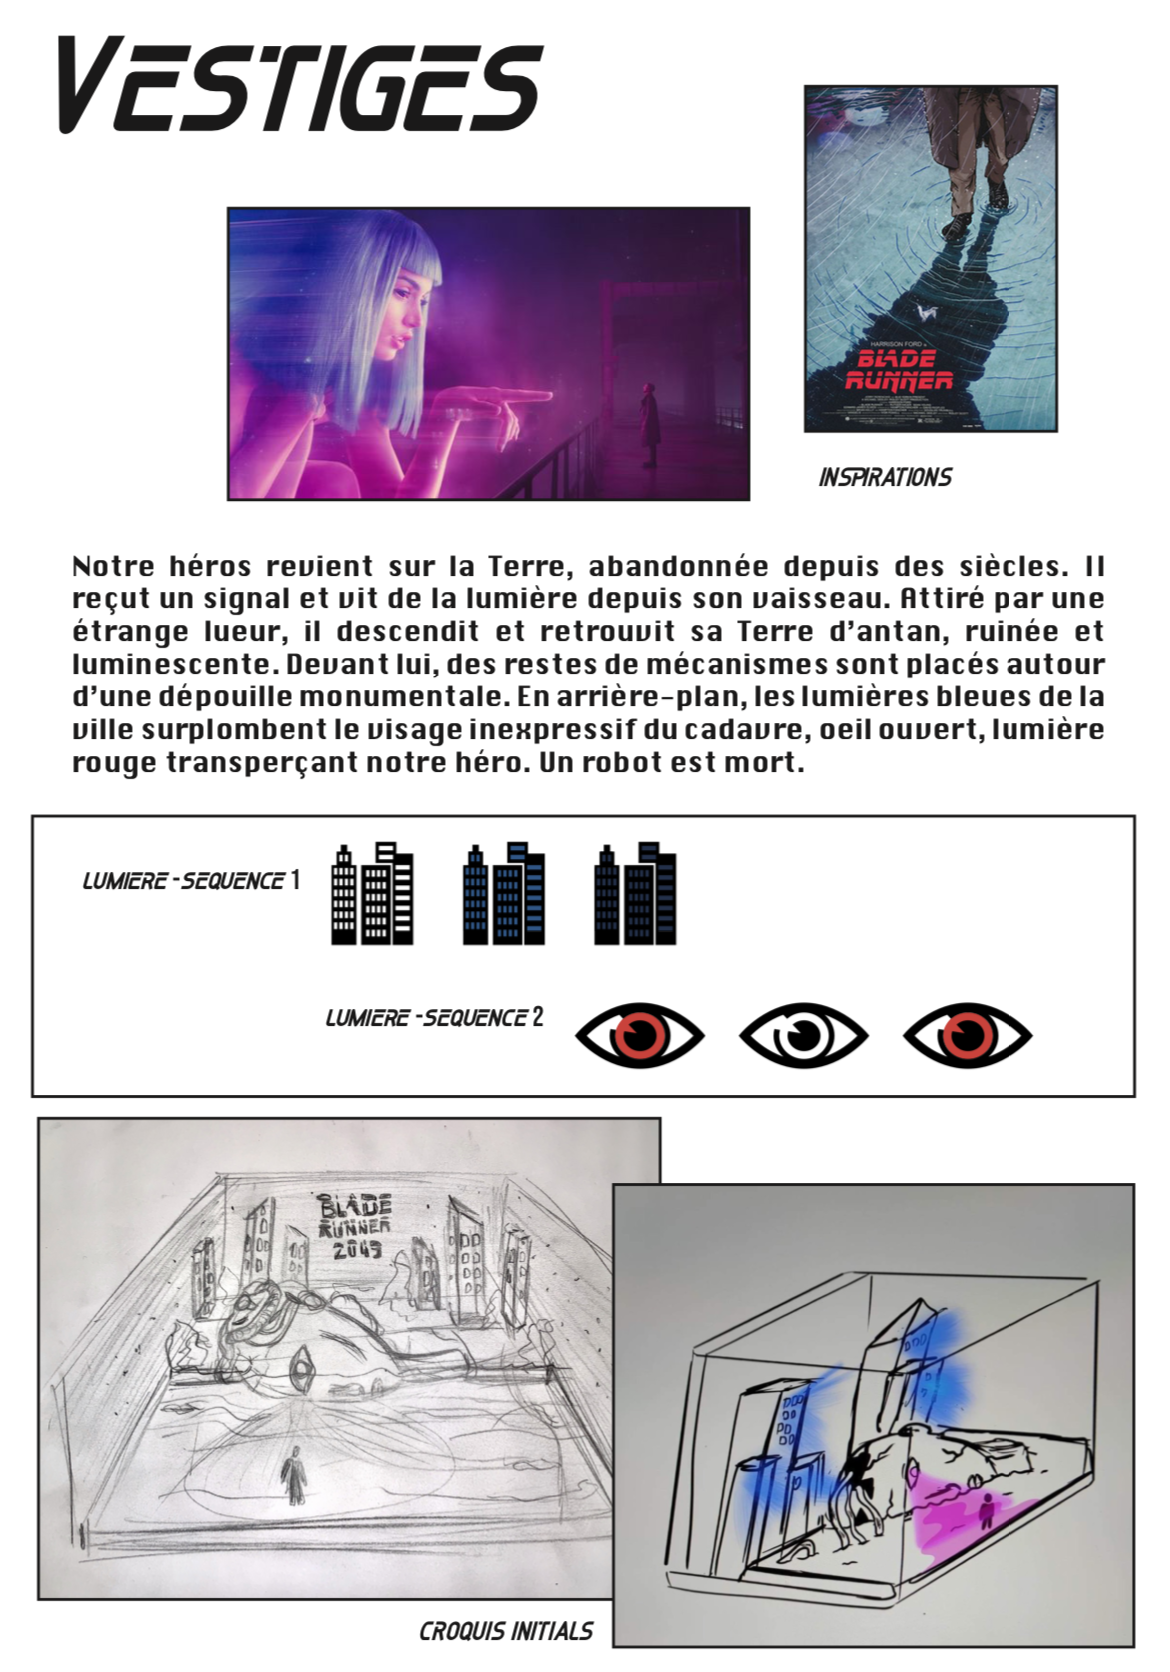 VESTIGES
HARRISON FORD
BLADE
RUNNER
INSPIRATIONS
Notre héros revient sur la Terre, abandonnée depuis des siècles. Il
reçut un signal et vit de la lumière depuis son vaisseau. Attiré par une
étrange lueur, il descendit et retrouvit sa Terre d'antan, ruinée et
luminescente. Devant lui, des restes de mécanismes sont placés autour
d'une dépouille monumentale. En arrière-plan, les lumières bleues de la
ville surplombent le visage inexpressif du cadavre, oeil ouvert, lumière
rouge transperçant notre héro. Un robot est mort.
LUMIERE - SEQUENCE 1
LUMIERE - SEQUENCE 2
BLADE
RUNNER
2049
CROQUIS INITIALS